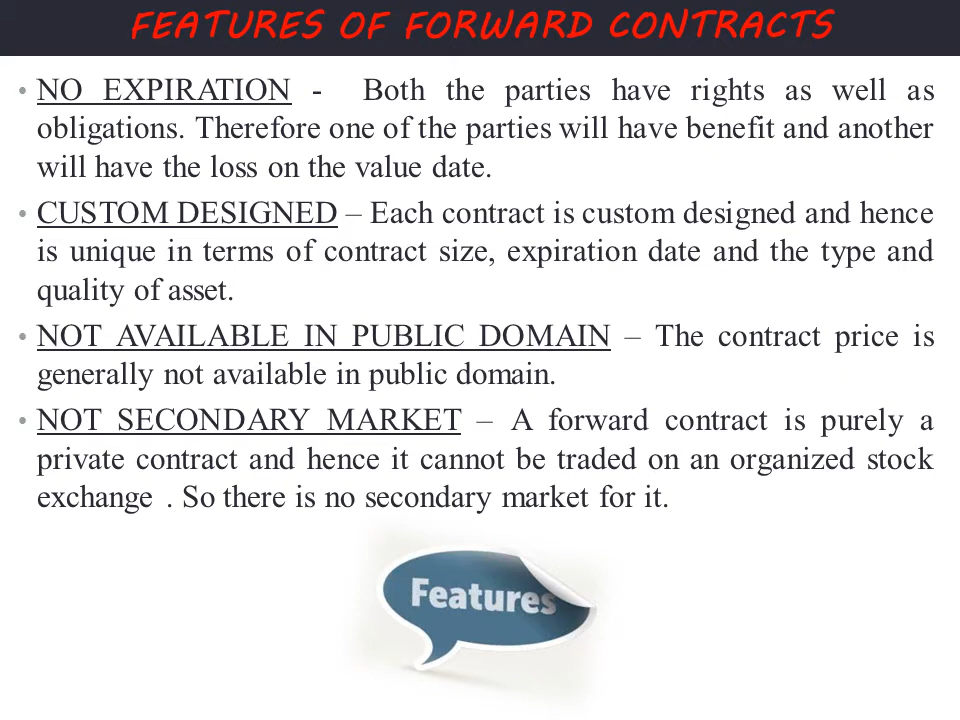 FEATURES OF FORWARD CONTRACTS
• NO EXPIRATION - Both the parties have rights as well as
obligations. Therefore one of the parties will have benefit and another
will have the loss on the value date.
• CUSTOM DESIGNED – Each contract is custom designed and hence
is unique in terms of contract size, expiration date and the type and
quality of asset.
• NOT AVAILABLE IN PUBLIC DOMAIN – The contract price is
generally not available in public domain.
• NOT SECONDARY MARKET – A forward contract is purely a
private contract and hence it cannot be traded on an organized stock
exchange . So there is no secondary market for it.
Features